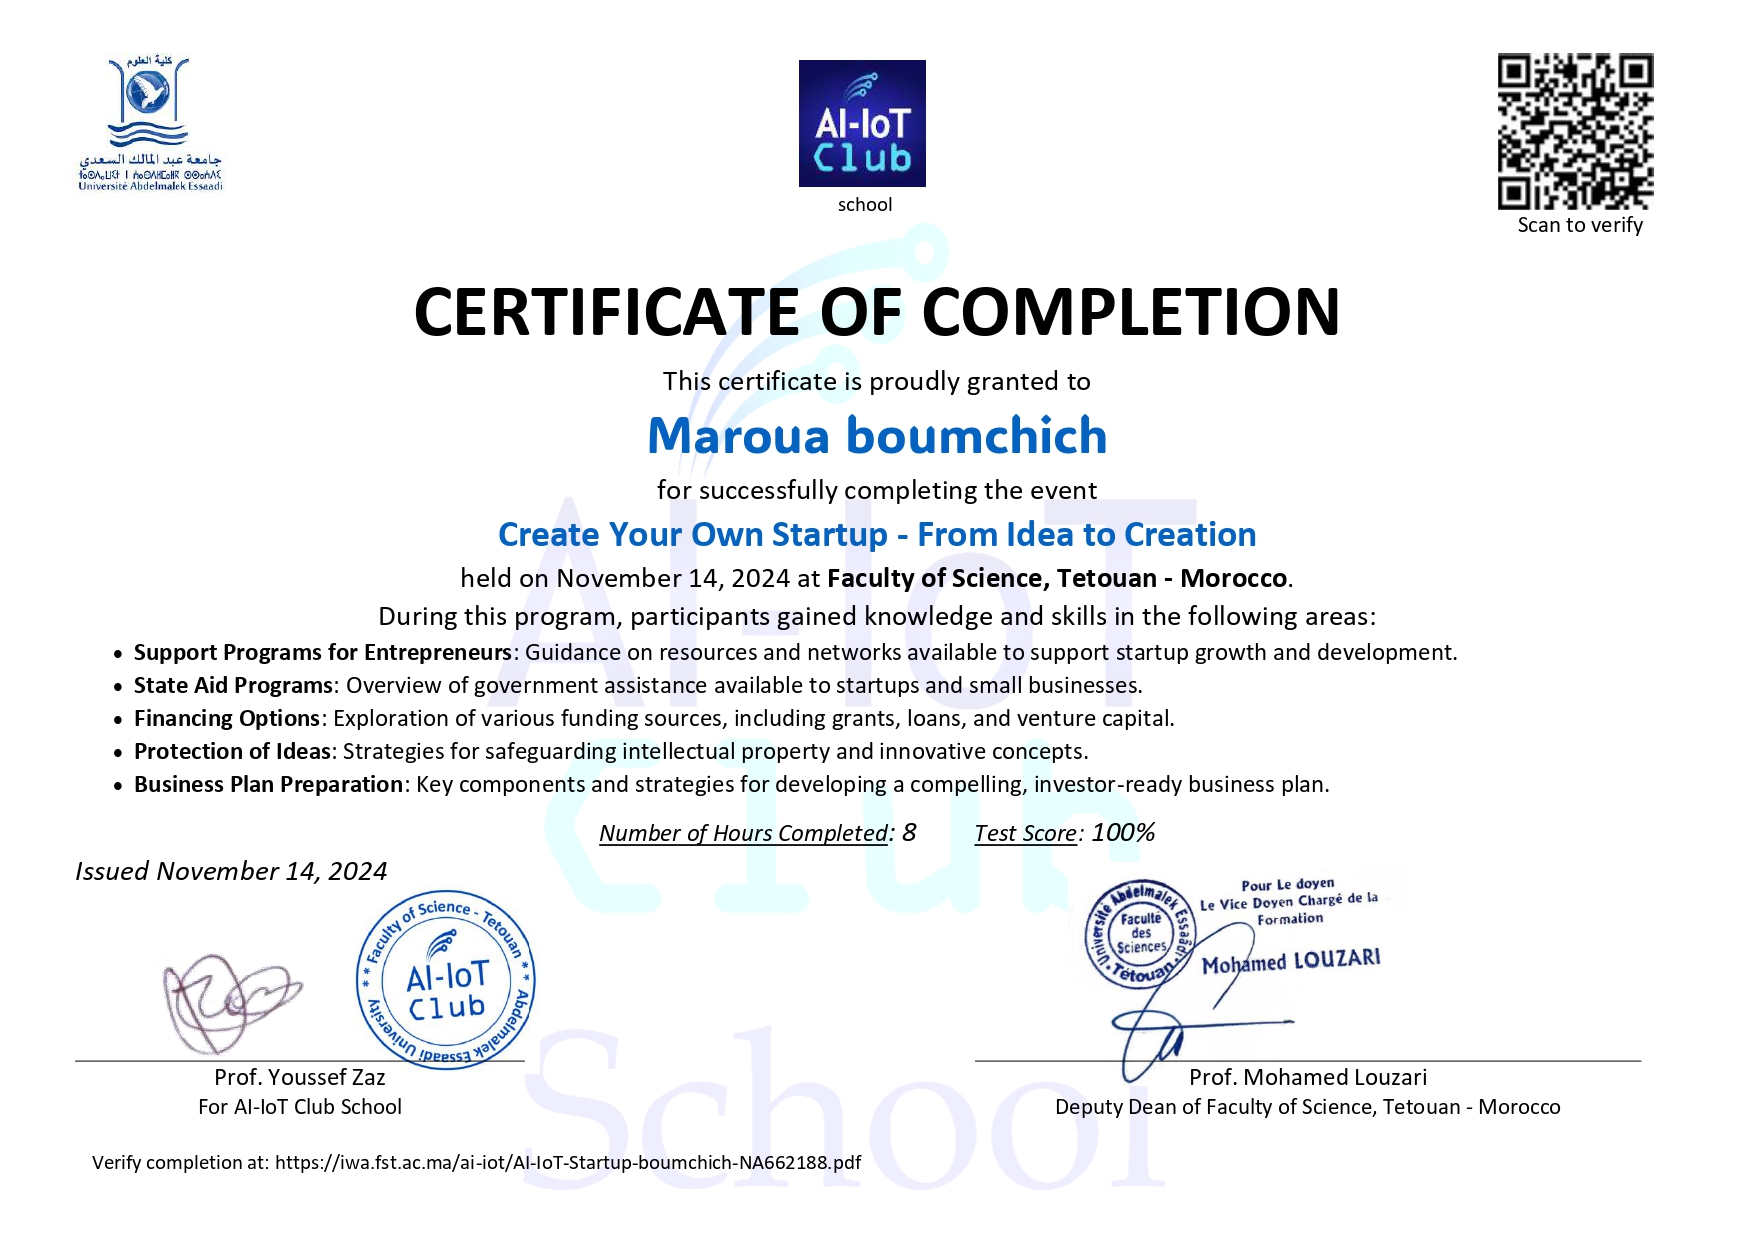 كلية العلوم
جامعة عبد المالك السعدي
Université Abdelmalek Essaadi
AI-IoT
Club
school
Scan to verify
CERTIFICATE OF COMPLETION
This certificate is proudly granted to
Maroua boumchich
for successfully completing the event
Create Your Own Startup - From Idea to Creation
held on November 14, 2024 at Faculty of Science, Tetouan - Morocco.
During this program, participants gained knowledge and skills in the following areas:
• Support Programs for Entrepreneurs: Guidance on resources and networks available to support startup growth and development.
• State Aid Programs: Overview of government assistance available to startups and small businesses.
• Financing Options: Exploration of various funding sources, including grants, loans, and venture capital.
• Protection of Ideas: Strategies for safeguarding intellectual property and innovative concepts.
• Business Plan Preparation: Key components and strategies for developing a compelling, investor-ready business plan.
Number of Hours Completed: 8 Test Score: 100%
Issued November 14, 2024
* * Faculty of Science - Tetouan * * Abdelmalek Essaadi University
AI-IoT
Club
Université Abdelmalek Essaâdi * Tétouan *
Faculté
des
Sciences
Pour Le doyen
Le Vice Doyen Chargé de la
Formation
Mohamed LOUZARI
Prof. Youssef Zaz
For AI-IoT Club School
Prof. Mohamed Louzari
Deputy Dean of Faculty of Science, Tetouan - Morocco
Verify completion at: https://iwa.fst.ac.ma/ai-iot/AI-IoT-Startup-boumchich-NA662188.pdf
AI-IoT
Club
School